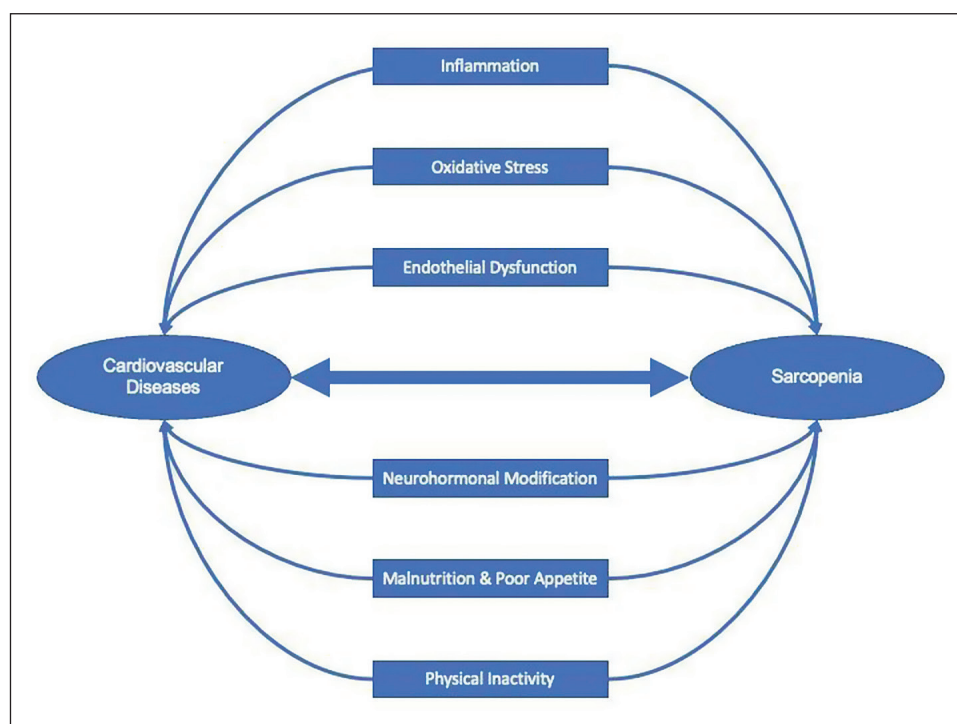 Inflammation
Oxidative Stress
Endothelial Dysfunction
Cardiovascular
Diseases
Sarcopenia
Neurohormonal Modification
Malnutrition & Poor Appetite
Physical Inactivity